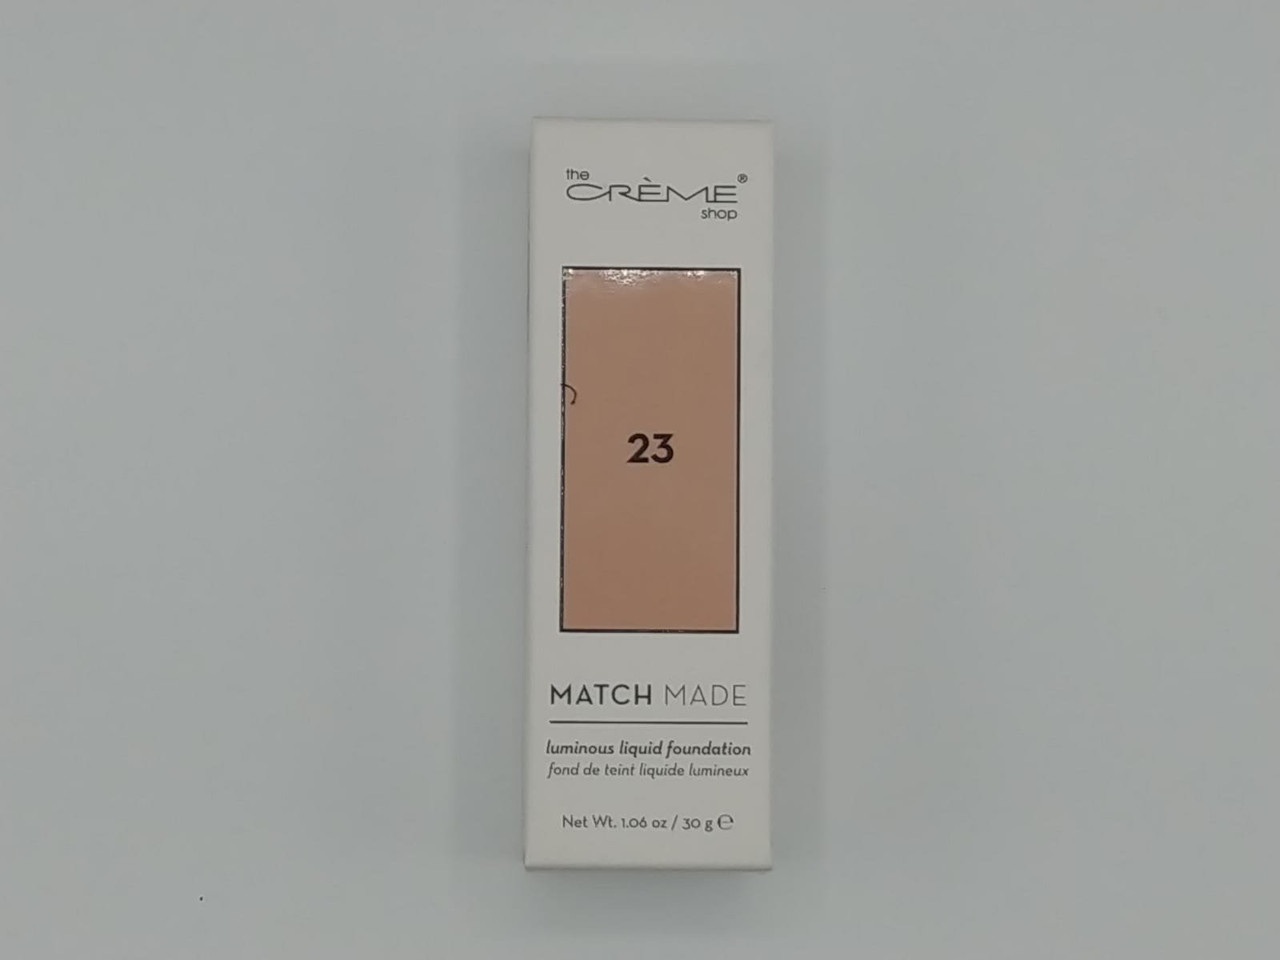 the
CRÈME®
shop
23
MATCH MADE
luminous liquid foundation
fond de teint liquide lumineux
Net Wt. 1.06 oz / 30 g ℮